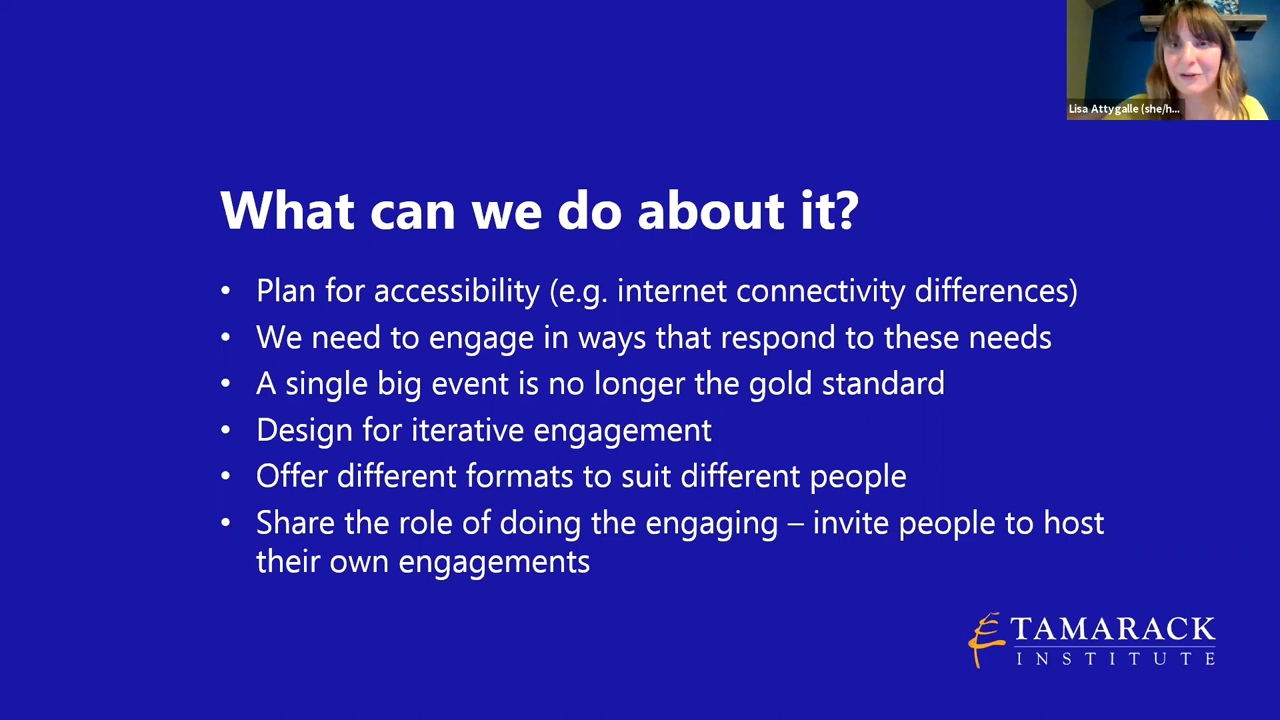 Lisa Attygalle (she/h...
What can we do about it?
• Plan for accessibility (e.g. internet connectivity differences)
• We need to engage in ways that respond to these needs
• A single big event is no longer the gold standard
• Design for iterative engagement
• Offer different formats to suit different people
• Share the role of doing the engaging – invite people to host
their own engagements
TAMARACK
INSTITUTE